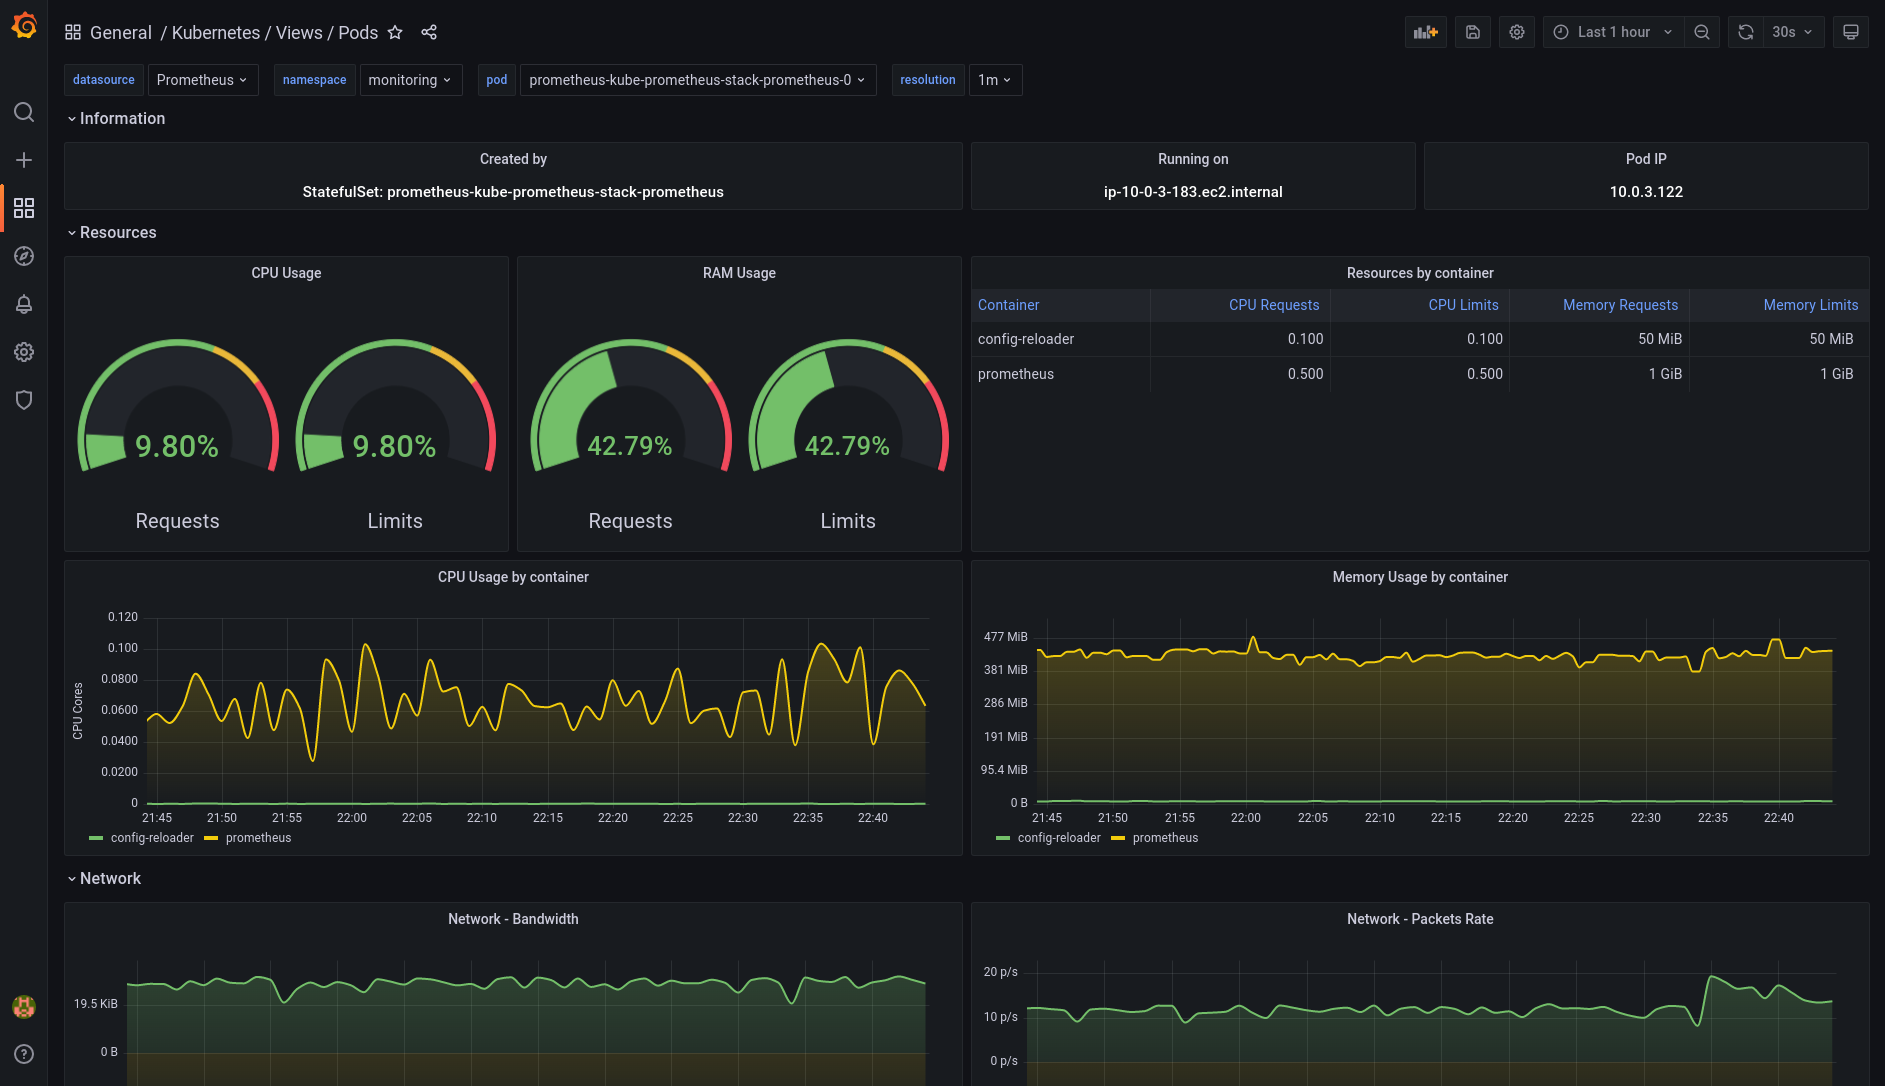 General / Kubernetes / Views / Pods
Last 1 hour
30s
datasource Prometheus namespace monitoring pod prometheus-kube-prometheus-stack-prometheus-0 resolution 1m
Information
Created by
StatefulSet: prometheus-kube-prometheus-stack-prometheus
Running on
ip-10-0-3-183.ec2.internal
Pod IP
10.0.3.122
Resources
CPU Usage
9.80% 9.80%
Requests Limits
RAM Usage
42.79% 42.79%
Requests Limits
Resources by container
Container CPU Requests CPU Limits Memory Requests Memory Limits
config-reloader 0.100 0.100 50 MiB 50 MiB
prometheus 0.500 0.500 1 GiB 1 GiB
CPU Usage by container
CPU Cores
0.120
0.100
0.0800
0.0600
0.0400
0.0200
0
21:45 21:50 21:55 22:00 22:05 22:10 22:15 22:20 22:25 22:30 22:35 22:40
config-reloader prometheus
Memory Usage by container
477 MiB
381 MiB
286 MiB
191 MiB
95.4 MiB
0 B
21:45 21:50 21:55 22:00 22:05 22:10 22:15 22:20 22:25 22:30 22:35 22:40
config-reloader prometheus
Network
Network - Bandwidth
19.5 KiB
0 B
Network - Packets Rate
20 p/s
10 p/s
0 p/s